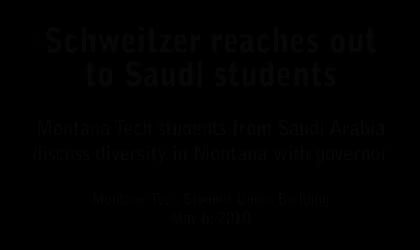 Schweitzer reaches out
to Saudi students
Montana Tech students from Saudi Arabia
discuss diversity in Montana with governor
Montana Tech Student Union Building
2010